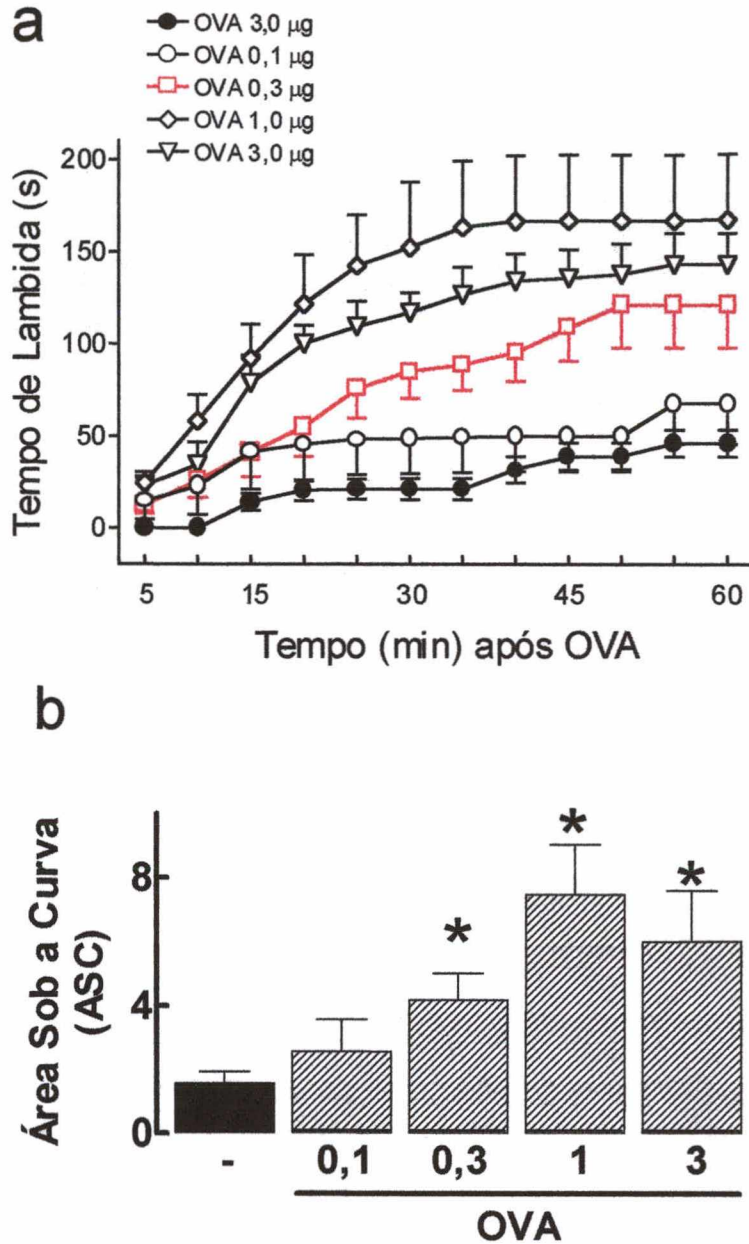 a
OVA 3,0 µg
OVA 0,1 µg
OVA 0,3 µg
OVA 1,0 µg
OVA 3,0 µg
Tempo de Lambida (s)
200
150
100
50
0
5 15 30 45 60
Tempo (min) após OVA
b
Área Sob a Curva
(ASC)
8
4
0
* * *
- 0,1 0,3 1 3
OVA